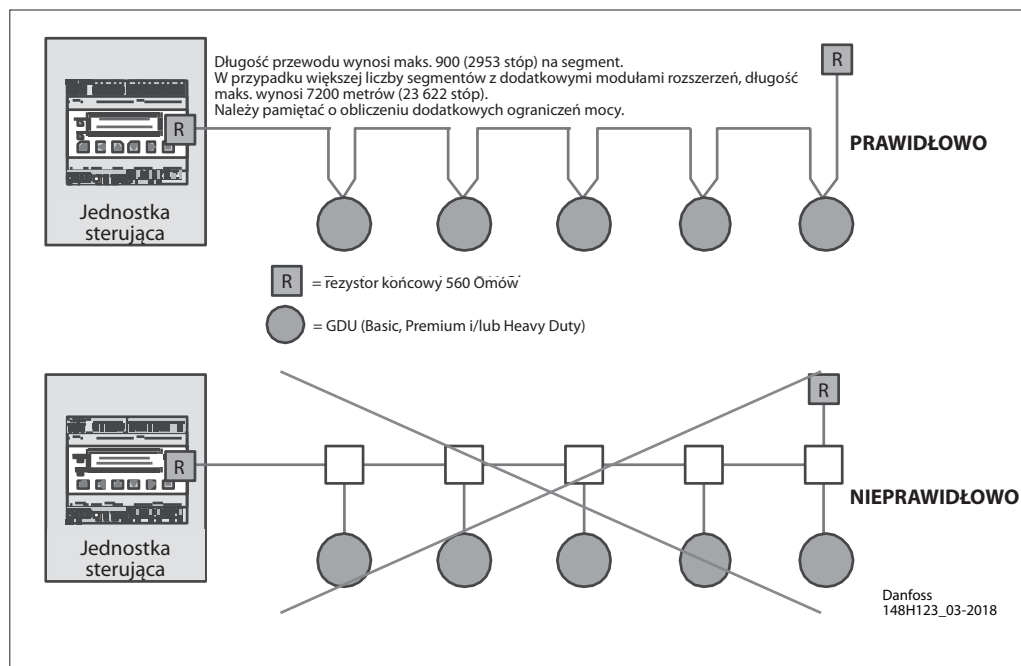 Długość przewodu wynosi maks. 900 (2953 stóp) na segment.
W przypadku większej liczby segmentów z dodatkowymi modułami rozszerzeń, długość
maks. wynosi 7200 metrów (23 622 stóp).
Należy pamiętać o obliczeniu dodatkowych ograniczeń mocy.
R
R
PRAWIDŁOWO
Jednostka
sterująca
R = rezystor końcowy 560 Omów
= GDU (Basic, Premium i/lub Heavy Duty)
R
R
NIEPRAWIDŁOWO
Jednostka
sterująca
Danfoss
148H123_03-2018